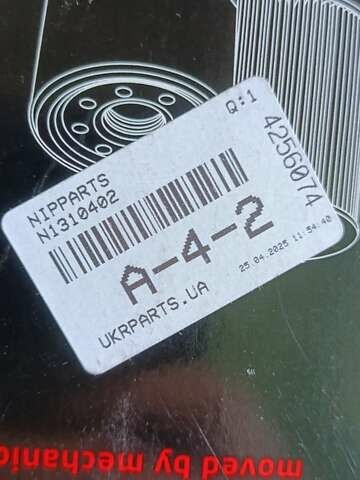 Q:1
NIPPARTS
N1310402
4256074
A-4-2
25.04.2025 11:54:40
UKRPARTS.UA
moved by mechanic